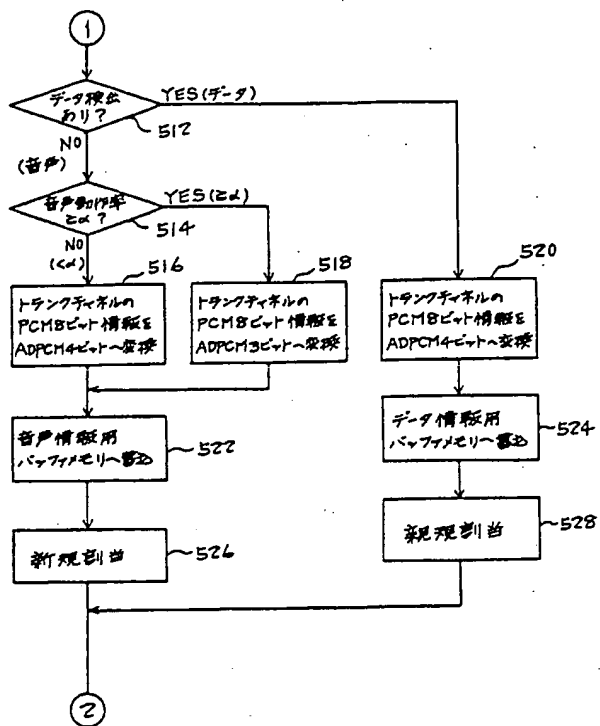 1
データ検出
あり？
YES(データ)
512
NO
(音声)
音声動作率
≧α？
YES(≧α)
514
NO
(<α)
516
518
520
トランクチィネルの
PCM8ビット情報を
ADPCM4ビットへ変換
トランクチィネルの
PCM8ビット情報を
ADPCM3ビットへ変換
トランクチィネルの
PCM8ビット情報を
ADPCM4ビットへ変換
音声情報用
バッファメモリへ蓄込
522
データ情報用
バッファメモリへ蓄込
524
新規割当
526
親規割当
528
2